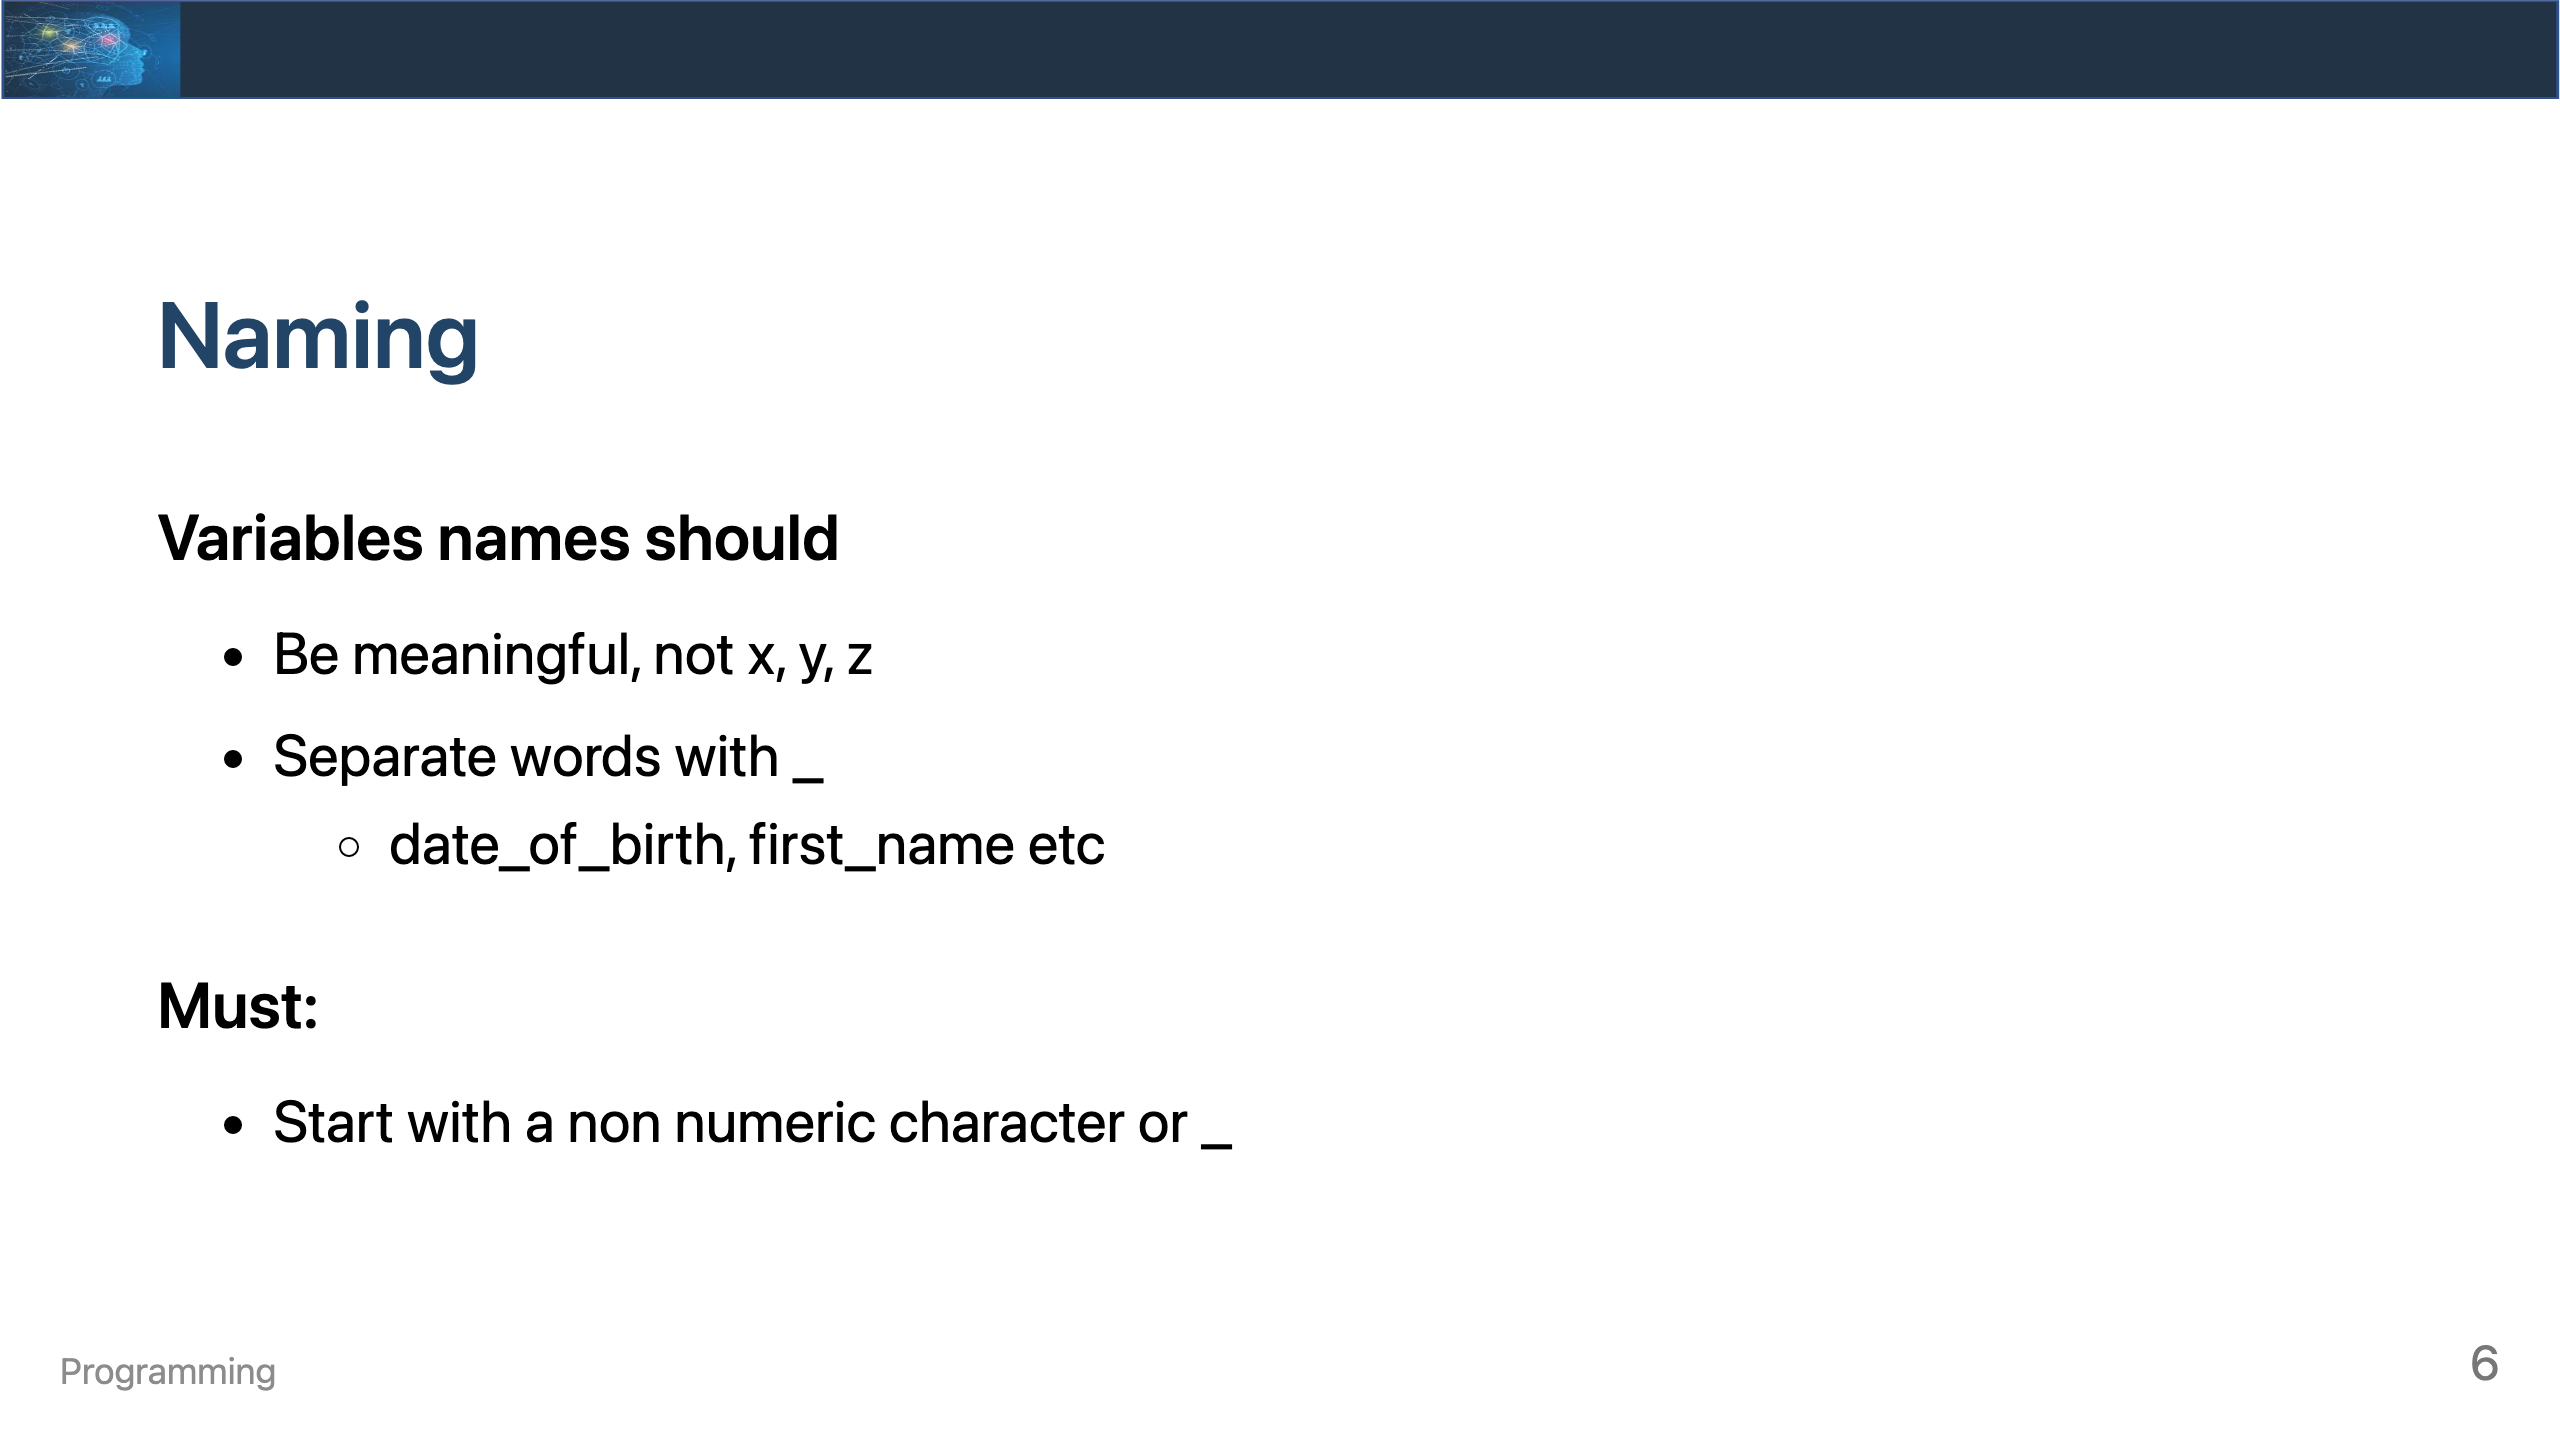 Naming
Variables names should
Be meaningful, not x, y, z
Separate words with _
date_of_birth, first_name etc
Must:
Start with a non numeric character or _
Programming
6